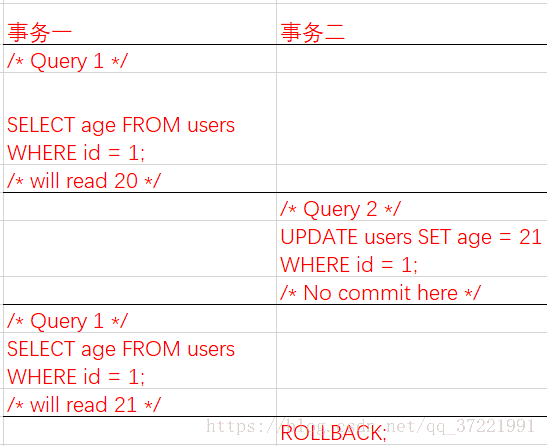 事务一
事务二
/* Query 1 */
SELECT age FROM users
WHERE id = 1;
/* will read 20 */
/* Query 2 */
UPDATE users SET age = 21
WHERE id = 1;
/* No commit here */
/* Query 1 */
SELECT age FROM users
WHERE id = 1;
/* will read 21 */
https://blog.csdn.net/qq_37221991
ROLLBACK;